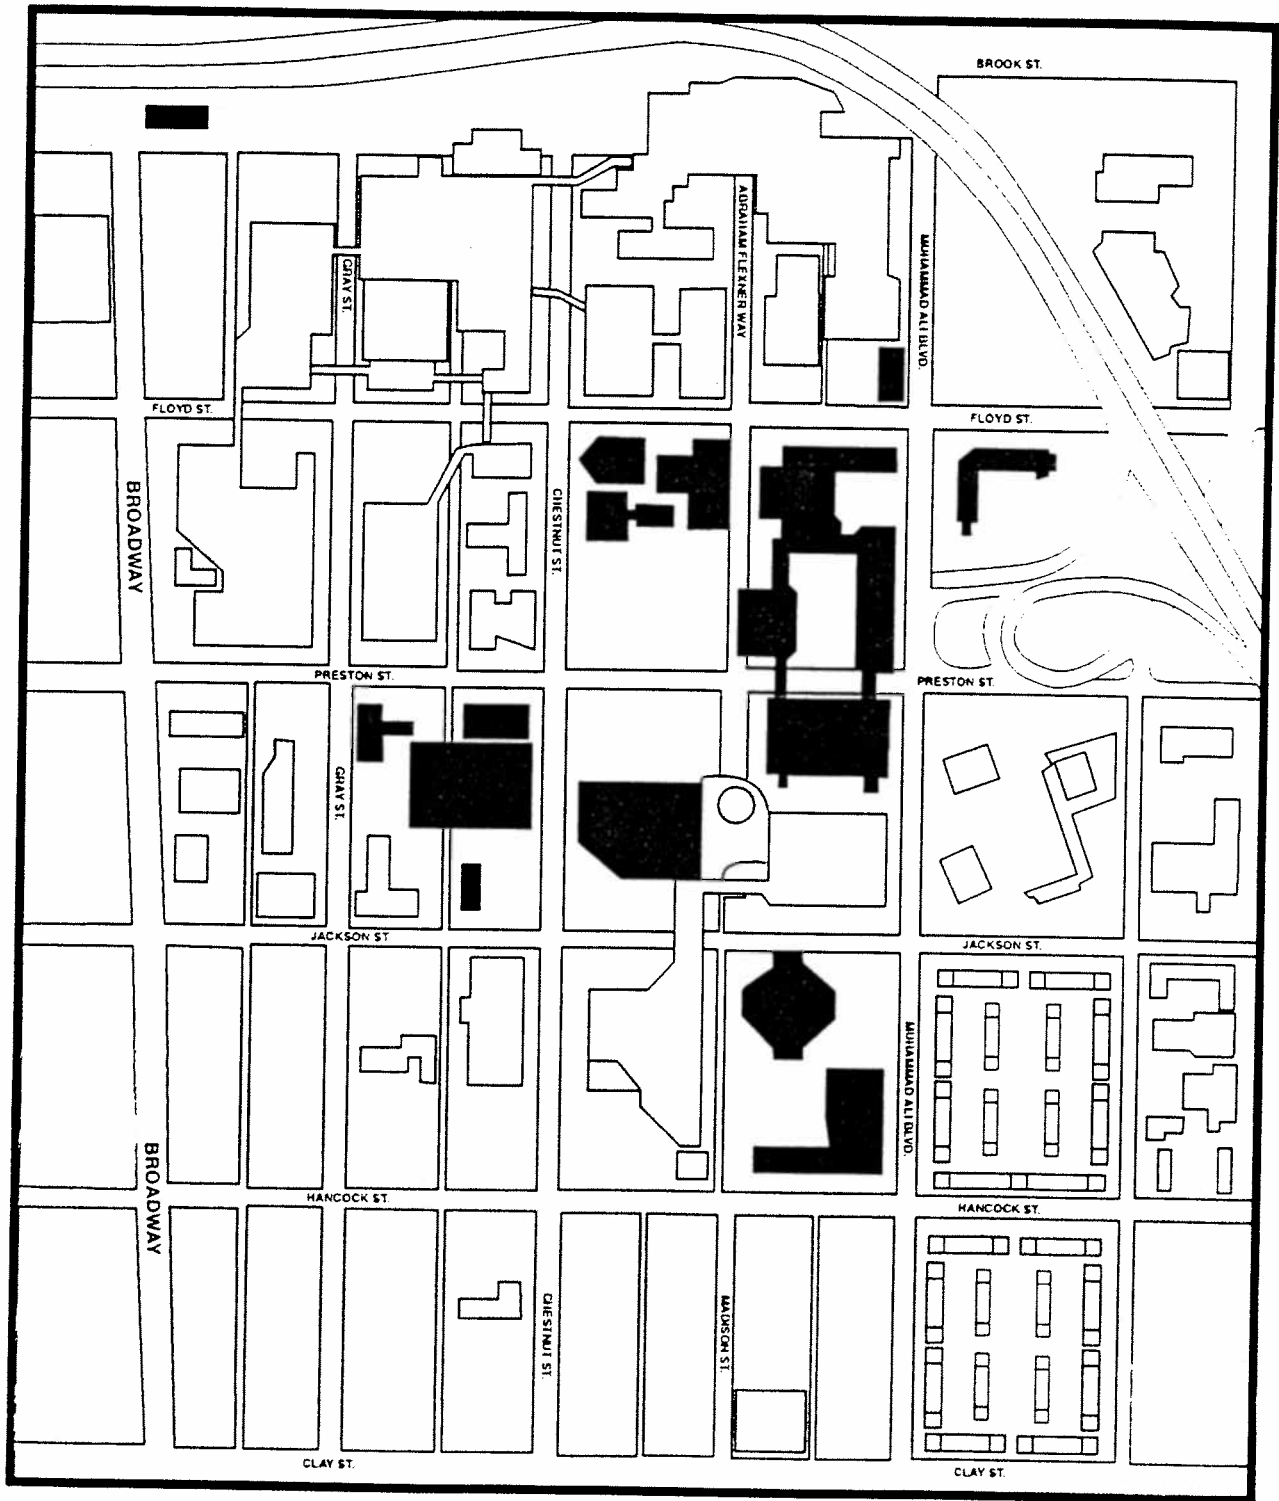 BROOK ST.
ABRAHAM FLEXNER WAY
MUHAMMAD ALI BLVD.
GRAY ST.
FLOYD ST.
FLOYD ST.
BROADWAY
CHESTNUT ST.
PRESTON ST.
PRESTON ST.
GRAY ST.
JACKSON ST.
JACKSON ST.
MUHAMMAD ALI BLVD.
BROADWAY
HANCOCK ST.
HANCOCK ST.
CHESTNUT ST.
MADISON ST.
CLAY ST.
CLAY ST.